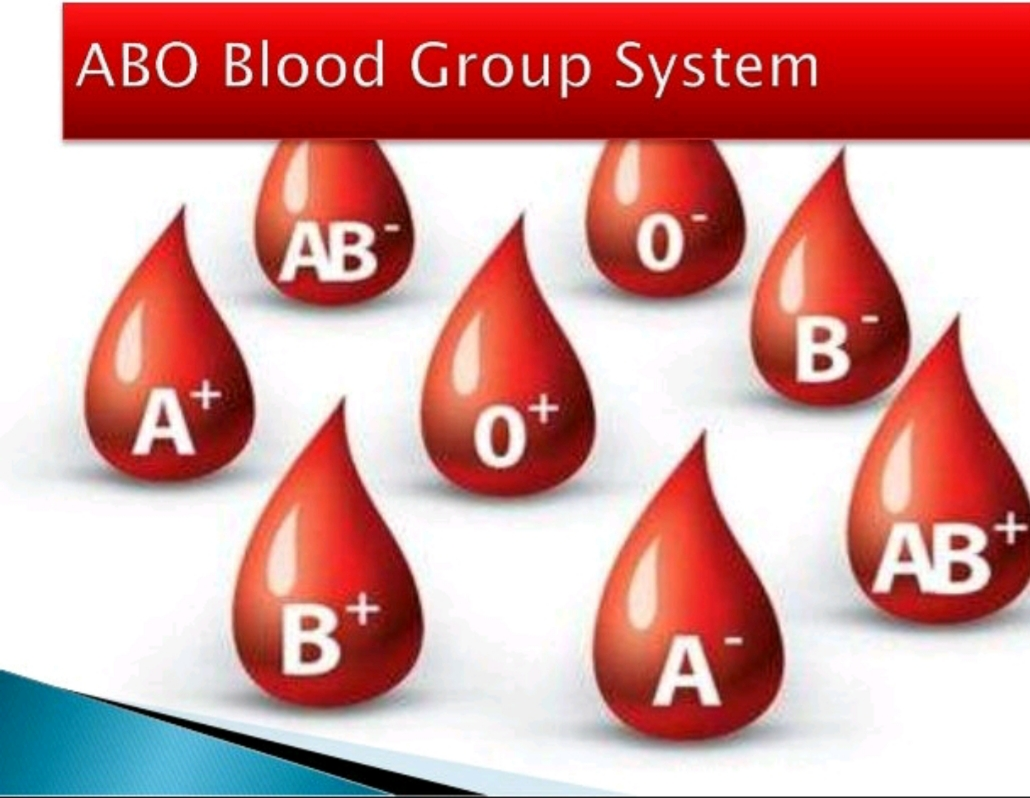 ABO Blood Group System
AB-
O-
B-
A+
O+
AB+
B+
A-